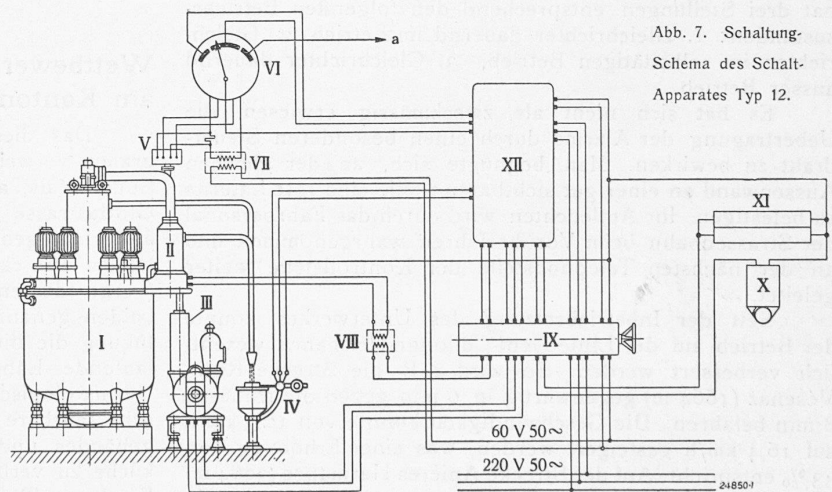 Abb. 7. Schaltung.
Schema des Schalt-
Apparates Typ 12.
a
VI
V
VII
XII
XI
X
II
III
I
VIII
IV
IX
60 V 50~
220 V 50~
24850·I